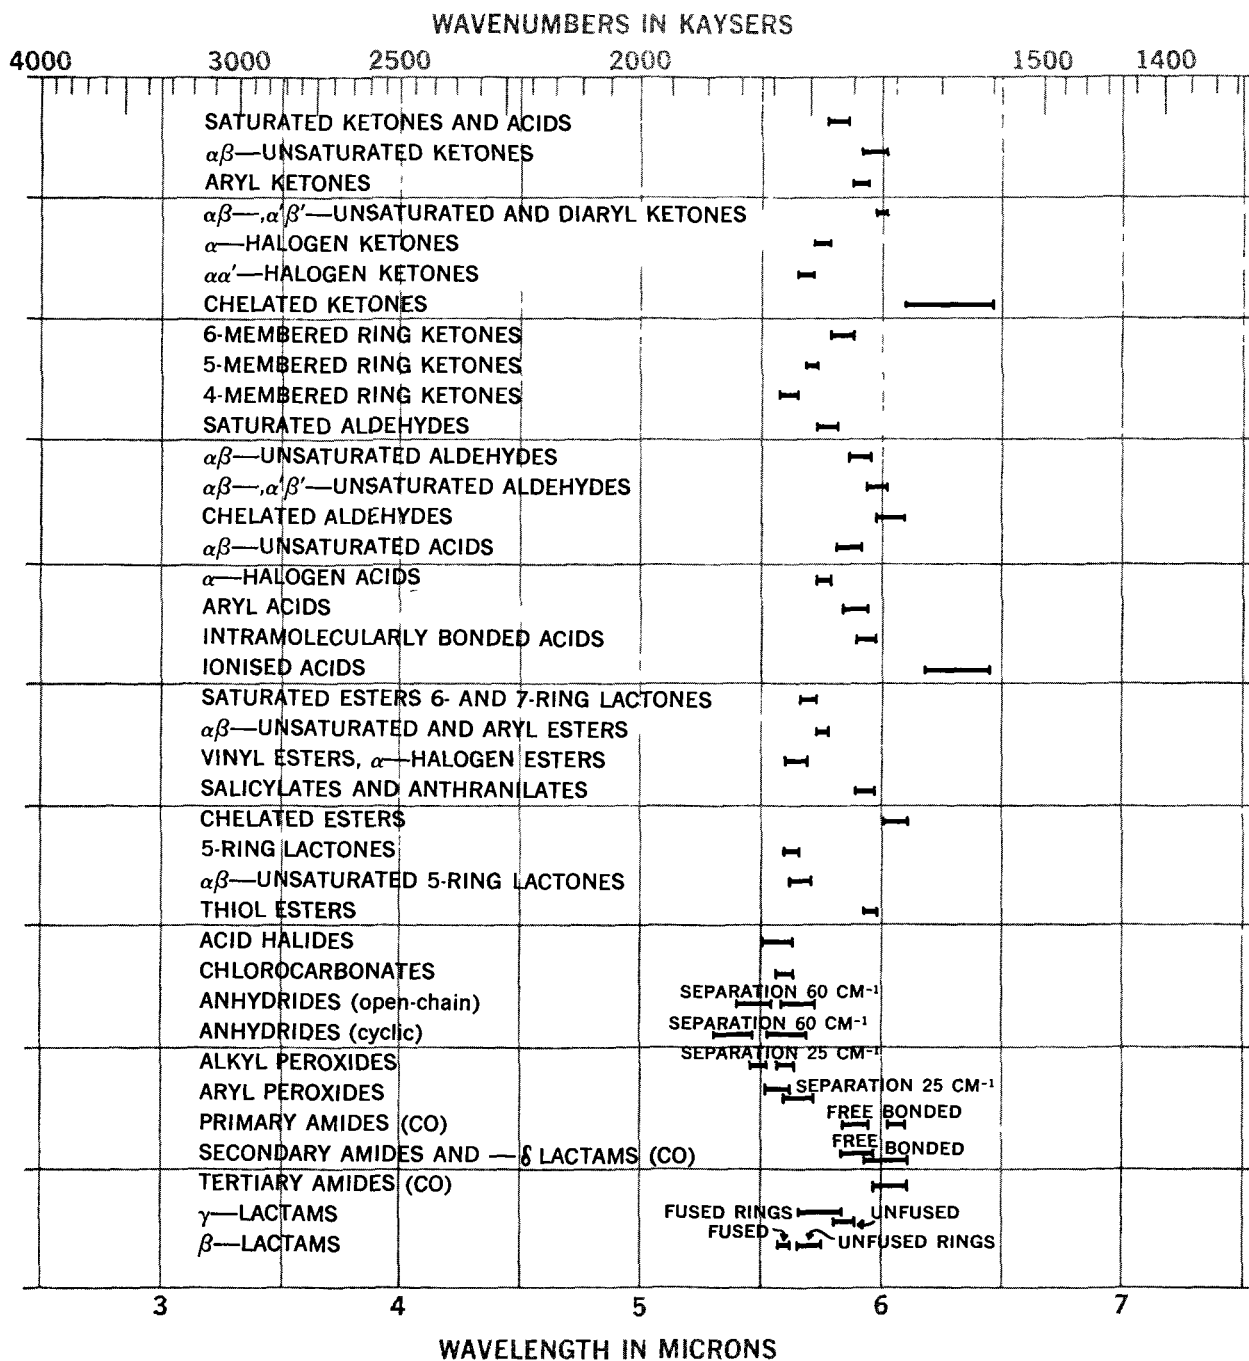 WAVENUMBERS IN KAYSERS
4000 3000 2500 2000 1500 1400
SATURATED KETONES AND ACIDS
αβ—UNSATURATED KETONES
ARYL KETONES
αβ—,α'β'—UNSATURATED AND DIARYL KETONES
α—HALOGEN KETONES
αα'—HALOGEN KETONES
CHELATED KETONES
6-MEMBERED RING KETONES
5-MEMBERED RING KETONES
4-MEMBERED RING KETONES
SATURATED ALDEHYDES
αβ—UNSATURATED ALDEHYDES
αβ—,α'β'—UNSATURATED ALDEHYDES
CHELATED ALDEHYDES
αβ—UNSATURATED ACIDS
α—HALOGEN ACIDS
ARYL ACIDS
INTRAMOLECULARLY BONDED ACIDS
IONISED ACIDS
SATURATED ESTERS 6- AND 7-RING LACTONES
αβ—UNSATURATED AND ARYL ESTERS
VINYL ESTERS, α—HALOGEN ESTERS
SALICYLATES AND ANTHRANILATES
CHELATED ESTERS
5-RING LACTONES
αβ—UNSATURATED 5-RING LACTONES
THIOL ESTERS
ACID HALIDES
CHLOROCARBONATES
ANHYDRIDES (open-chain) SEPARATION 60 CM⁻¹
ANHYDRIDES (cyclic) SEPARATION 60 CM⁻¹
ALKYL PEROXIDES SEPARATION 25 CM⁻¹
ARYL PEROXIDES SEPARATION 25 CM⁻¹
PRIMARY AMIDES (CO) FREE BONDED
SECONDARY AMIDES AND —δ LACTAMS (CO) FREE BONDED
TERTIARY AMIDES (CO)
γ—LACTAMS FUSED RINGS UNFUSED
β—LACTAMS FUSED UNFUSED RINGS
3 4 5 6 7
WAVELENGTH IN MICRONS